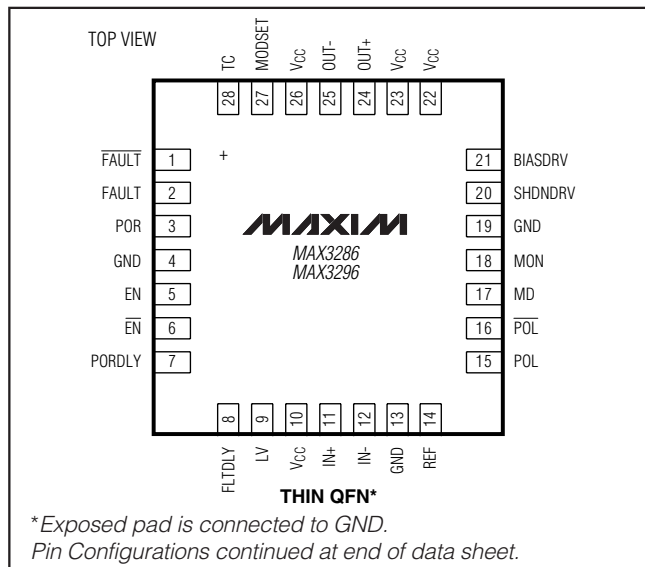 TOP VIEW
TC
MODSET
VCC
OUT-
OUT+
VCC
VCC
28
27
26
25
24
23
22
FAULT 1
+
21 BIASDRV
FAULT 2
20 SHDNDRV
POR 3
MAXIM
19 GND
GND 4
MAX3286
MAX3296
18 MON
EN 5
17 MD
EN 6
16 POL
PORDLY 7
15 POL
8
9
10
11
12
13
14
FLTDLY
LV
VCC
IN+
IN-
GND
REF
THIN QFN*
*Exposed pad is connected to GND.
Pin Configurations continued at end of data sheet.